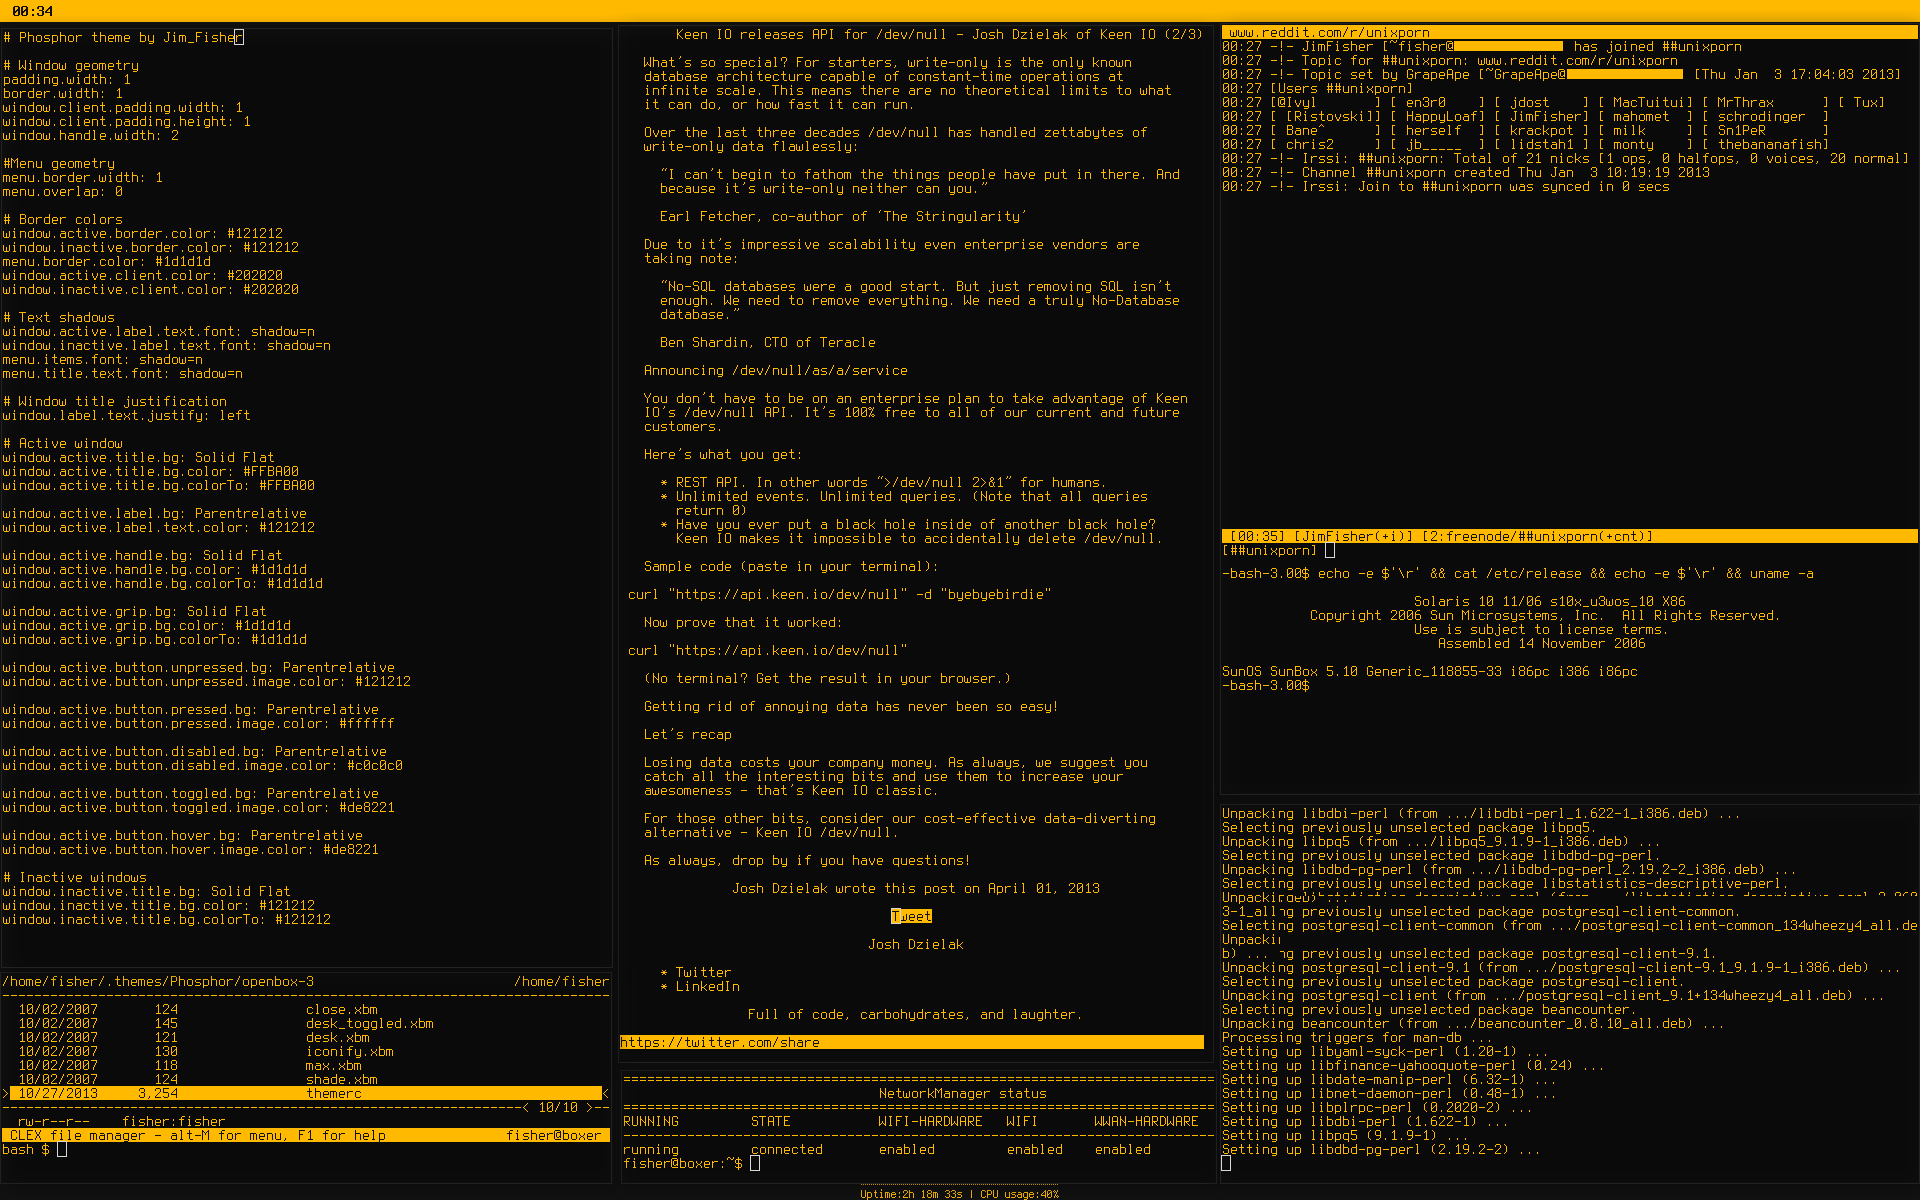 00:34
# Phosphor theme by Jim_Fisher
# Window geometry
padding.width: 1
border.width: 1
window.client.padding.width: 1
window.client.padding.height: 1
window.handle.width: 2
#Menu geometry
menu.border.width: 1
menu.overlap: 0
# Border colors
window.active.border.color: #121212
window.inactive.border.color: #121212
menu.border.color: #1d1d1d
window.active.client.color: #202020
window.inactive.client.color: #202020
# Text shadows
window.active.label.text.font: shadow=n
window.inactive.label.text.font: shadow=n
menu.items.font: shadow=n
menu.title.text.font: shadow=n
# Window title justification
window.label.text.justify: left
# Active window
window.active.title.bg: Solid Flat
window.active.title.bg.color: #FFBA00
window.active.title.bg.colorTo: #FFBA00
window.active.label.bg: Parentrelative
window.active.label.text.color: #121212
window.active.handle.bg: Solid Flat
window.active.handle.bg.color: #1d1d1d
window.active.handle.bg.colorTo: #1d1d1d
window.active.grip.bg: Solid Flat
window.active.grip.bg.color: #1d1d1d
window.active.grip.bg.colorTo: #1d1d1d
window.active.button.unpressed.bg: Parentrelative
window.active.button.unpressed.image.color: #121212
window.active.button.pressed.bg: Parentrelative
window.active.button.pressed.image.color: #ffffff
window.active.button.disabled.bg: Parentrelative
window.active.button.disabled.image.color: #c0c0c0
window.active.button.toggled.bg: Parentrelative
window.active.button.toggled.image.color: #de8221
window.active.button.hover.bg: Parentrelative
window.active.button.hover.image.color: #de8221
# Inactive windows
window.inactive.title.bg: Solid Flat
window.inactive.title.bg.color: #121212
window.inactive.title.bg.colorTo: #121212
/home/fisher/.themes/Phosphor/openbox-3 /home/fisher
10/02/2007 124 close.xbm
10/02/2007 145 desk_toggled.xbm
10/02/2007 121 desk.xbm
10/02/2007 130 iconify.xbm
10/02/2007 118 max.xbm
10/02/2007 124 shade.xbm
> 10/27/2013 3,254 themerc <
< 10/10 >
rw-r--r-- fisher:fisher
CLEX file manager - alt-M for menu, F1 for help fisher@boxer
bash $
Keen IO releases API for /dev/null - Josh Dzielak of Keen IO (2/3)
What's so special? For starters, write-only is the only known
database architecture capable of constant-time operations at
infinite scale. This means there are no theoretical limits to what
it can do, or how fast it can run.
Over the last three decades /dev/null has handled zettabytes of
write-only data flawlessly:
“I can't begin to fathom the things people have put in there. And
because it's write-only neither can you.”
Earl Fetcher, co-author of ‘The Stringularity’
Due to it's impressive scalability even enterprise vendors are
taking note:
“No-SQL databases were a good start. But just removing SQL isn't
enough. We need to remove everything. We need a truly No-Database
database.”
Ben Shardin, CTO of Teracle
Announcing /dev/null/as/a/service
You don't have to be on an enterprise plan to take advantage of Keen
IO's /dev/null API. It's 100% free to all of our current and future
customers.
Here's what you get:
* REST API. In other words “>/dev/null 2>&1” for humans.
* Unlimited events. Unlimited queries. (Note that all queries
return 0)
* Have you ever put a black hole inside of another black hole?
Keen IO makes it impossible to accidentally delete /dev/null.
Sample code (paste in your terminal):
curl "https://api.keen.io/dev/null" -d "byebyebirdie"
Now prove that it worked:
curl "https://api.keen.io/dev/null"
(No terminal? Get the result in your browser.)
Getting rid of annoying data has never been so easy!
Let's recap
Losing data costs your company money. As always, we suggest you
catch all the interesting bits and use them to increase your
awesomeness - that's Keen IO classic.
For those other bits, consider our cost-effective data-diverting
alternative - Keen IO /dev/null.
As always, drop by if you have questions!
Josh Dzielak wrote this post on April 01, 2013
Tweet
Josh Dzielak
* Twitter
* LinkedIn
Full of code, carbohydrates, and laughter.
https://twitter.com/share
NetworkManager status
RUNNING STATE WIFI-HARDWARE WIFI WWAN-HARDWARE
running connected enabled enabled enabled
fisher@boxer:~$
www.reddit.com/r/unixporn
00:27 -!- JimFisher [~fisher@ has joined ##unixporn
00:27 -!- Topic for ##unixporn: www.reddit.com/r/unixporn
00:27 -!- Topic set by GrapeApe [~GrapeApe@ [Thu Jan 3 17:04:03 2013]
00:27 [Users ##unixporn]
00:27 [@Ivyl ] [ en3r0 ] [ jdost ] [ MacTuitui] [ MrThrax ] [ Tux]
00:27 [ [Ristovski]] [ HappyLoaf] [ JimFisher] [ mahomet ] [ schrodinger ]
00:27 [ Bane^ ] [ herself ] [ krackpot ] [ milk ] [ Sn1PeR ]
00:27 [ chris2 ] [ jb_____ ] [ lidstah1 ] [ monty ] [ thebananafish]
00:27 -!- Irssi: ##unixporn: Total of 21 nicks [1 ops, 0 halfops, 0 voices, 20 normal]
00:27 -!- Channel ##unixporn created Thu Jan 3 10:19:19 2013
00:27 -!- Irssi: Join to ##unixporn was synced in 0 secs
[00:35] [JimFisher(+i)] [2:freenode/##unixporn(+cnt)]
[##unixporn]
-bash-3.00$ echo -e $'\r' && cat /etc/release && echo -e $'\r' && uname -a
Solaris 10 11/06 s10x_u3wos_10 X86
Copyright 2006 Sun Microsystems, Inc. All Rights Reserved.
Use is subject to license terms.
Assembled 14 November 2006
SunOS SunBox 5.10 Generic_118855-33 i86pc i386 i86pc
-bash-3.00$
Unpacking libdbi-perl (from .../libdbi-perl_1.622-1_i386.deb) ...
Selecting previously unselected package libpq5.
Unpacking libpq5 (from .../libpq5_9.1.9-1_i386.deb) ...
Selecting previously unselected package libdbd-pg-perl.
Unpacking libdbd-pg-perl (from .../libdbd-pg-perl_2.19.2-2_i386.deb) ...
Selecting previously unselected package libstatistics-descriptive-perl.
3-1_allng previously unselected package postgresql-client-common.
Selecting postgresql-client-common (from .../postgresql-client-common_134wheezy4_all.de
Unpackin
b) ... ng previously unselected package postgresql-client-9.1.
Unpacking postgresql-client-9.1 (from .../postgresql-client-9.1_9.1.9-1_i386.deb) ...
Selecting previously unselected package postgresql-client.
Unpacking postgresql-client (from .../postgresql-client_9.1+134wheezy4_all.deb) ...
Selecting previously unselected package beancounter.
Unpacking beancounter (from .../beancounter_0.8.10_all.deb) ...
Processing triggers for man-db ...
Setting up libyaml-syck-perl (1.20-1) ...
Setting up libfinance-yahooquote-perl (0.24) ...
Setting up libdate-manip-perl (6.32-1) ...
Setting up libnet-daemon-perl (0.48-1) ...
Setting up libplrpc-perl (0.2020-2) ...
Setting up libdbi-perl (1.622-1) ...
Setting up libpq5 (9.1.9-1) ...
Setting up libdbd-pg-perl (2.19.2-2) ...
Uptime:2h 18m 33s | CPU usage:40%